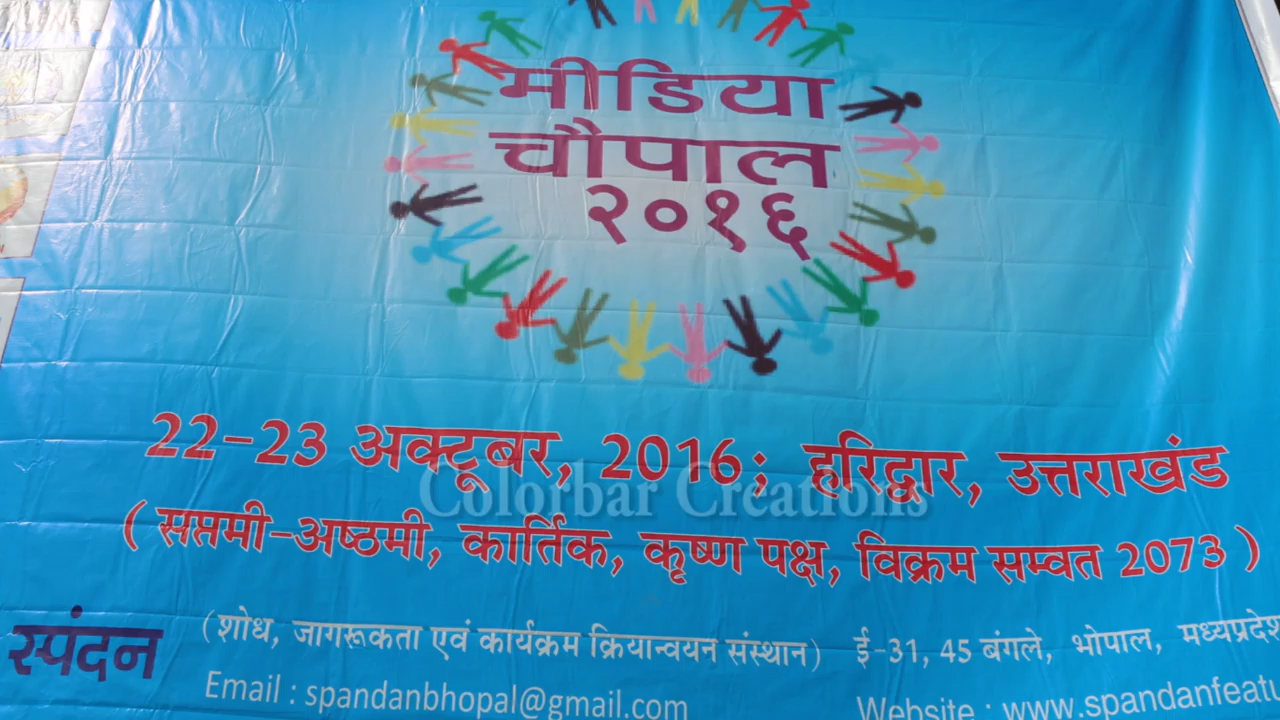 मीडिया
चौपाल
२०१६
22-23 अक्टूबर, 2016; हरिद्वार, उत्तराखंड
Colorbar Creations
( सप्तमी-अष्ठमी, कार्तिक, कृष्ण पक्ष, विक्रम सम्वत 2073 )
स्पंदन (शोध, जागरूकता एवं कार्यक्रम क्रियान्वयन संस्थान) ई-31, 45 बंगले, भोपाल, मध्यप्रदेश
Email : spandanbhopal@gmail.com Website : www.spandanfeatu